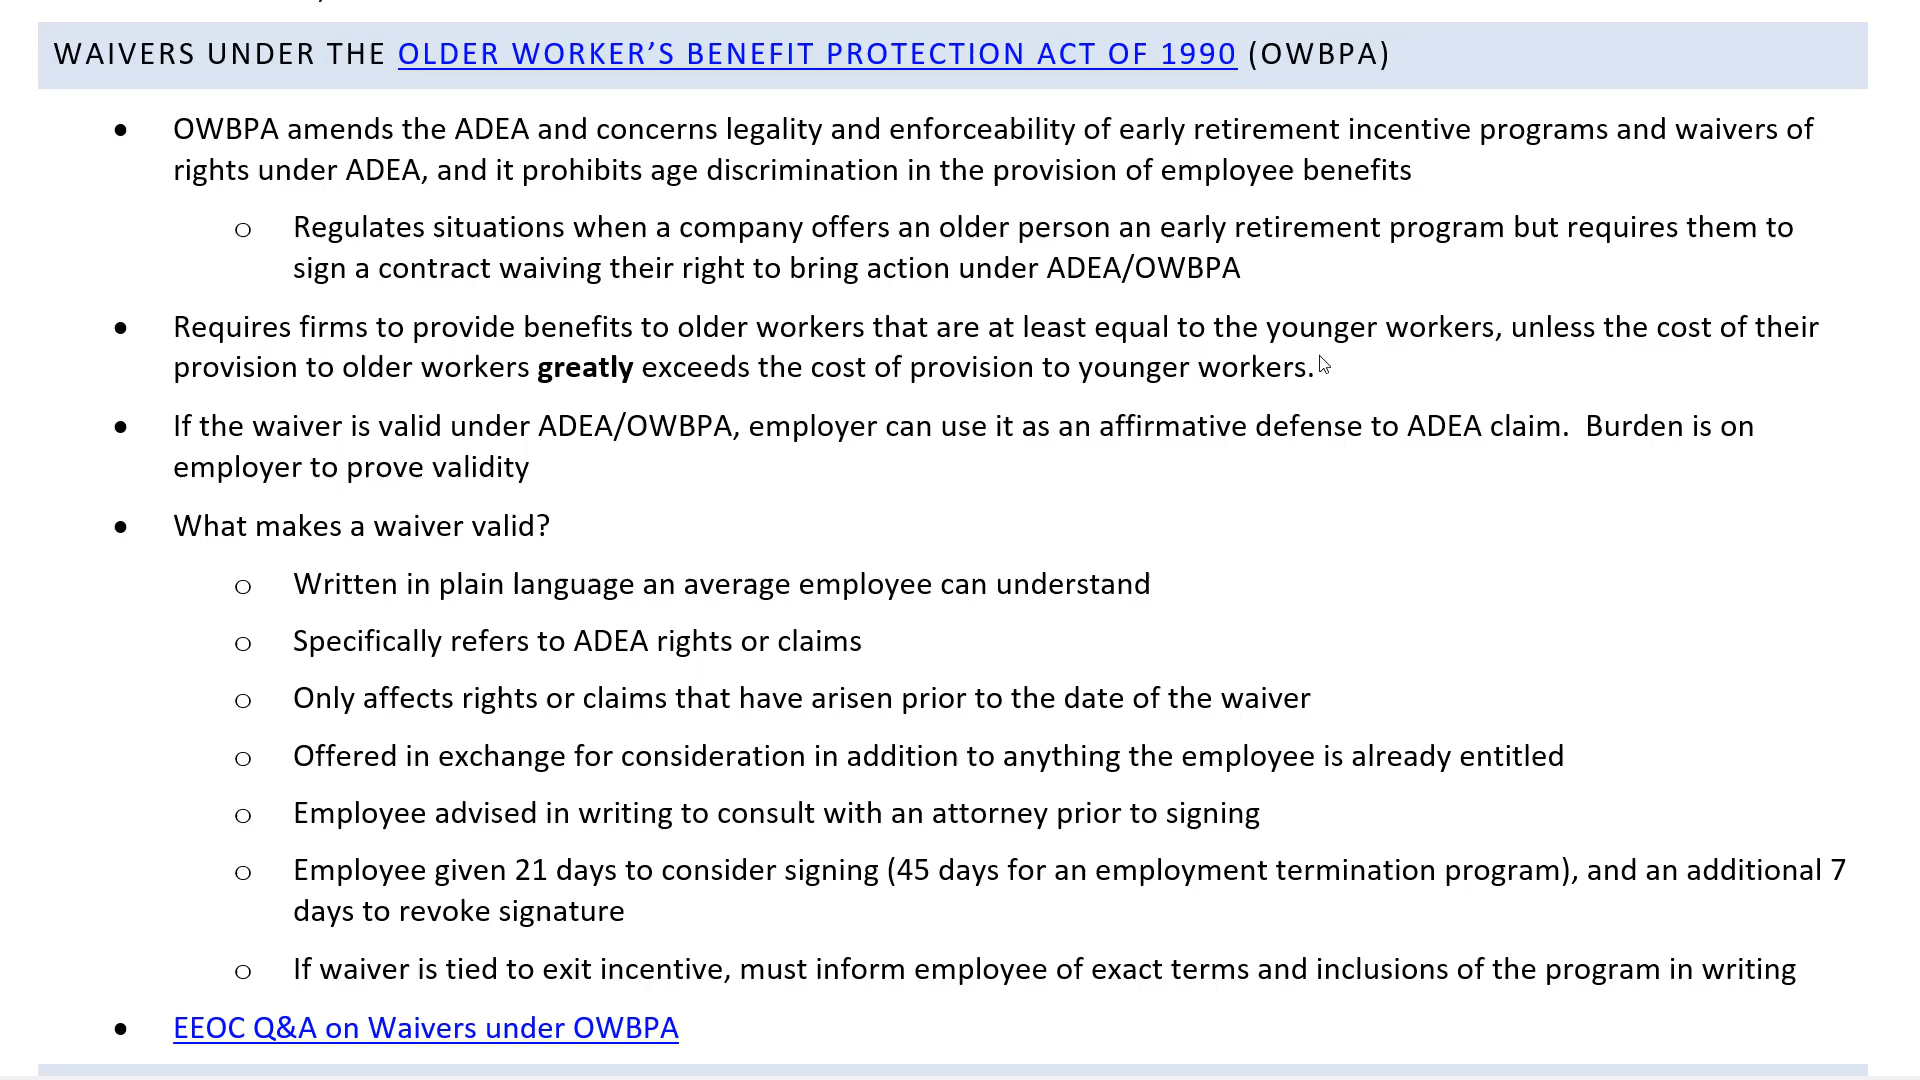 WAIVERS UNDER THE OLDER WORKER’S BENEFIT PROTECTION ACT OF 1990 (OWBPA)
● OWBPA amends the ADEA and concerns legality and enforceability of early retirement incentive programs and waivers of
rights under ADEA, and it prohibits age discrimination in the provision of employee benefits
o Regulates situations when a company offers an older person an early retirement program but requires them to
sign a contract waiving their right to bring action under ADEA/OWBPA
● Requires firms to provide benefits to older workers that are at least equal to the younger workers, unless the cost of their
provision to older workers greatly exceeds the cost of provision to younger workers.
● If the waiver is valid under ADEA/OWBPA, employer can use it as an affirmative defense to ADEA claim.  Burden is on
employer to prove validity
● What makes a waiver valid?
o Written in plain language an average employee can understand
o Specifically refers to ADEA rights or claims
o Only affects rights or claims that have arisen prior to the date of the waiver
o Offered in exchange for consideration in addition to anything the employee is already entitled
o Employee advised in writing to consult with an attorney prior to signing
o Employee given 21 days to consider signing (45 days for an employment termination program), and an additional 7
days to revoke signature
o If waiver is tied to exit incentive, must inform employee of exact terms and inclusions of the program in writing
● EEOC Q&A on Waivers under OWBPA